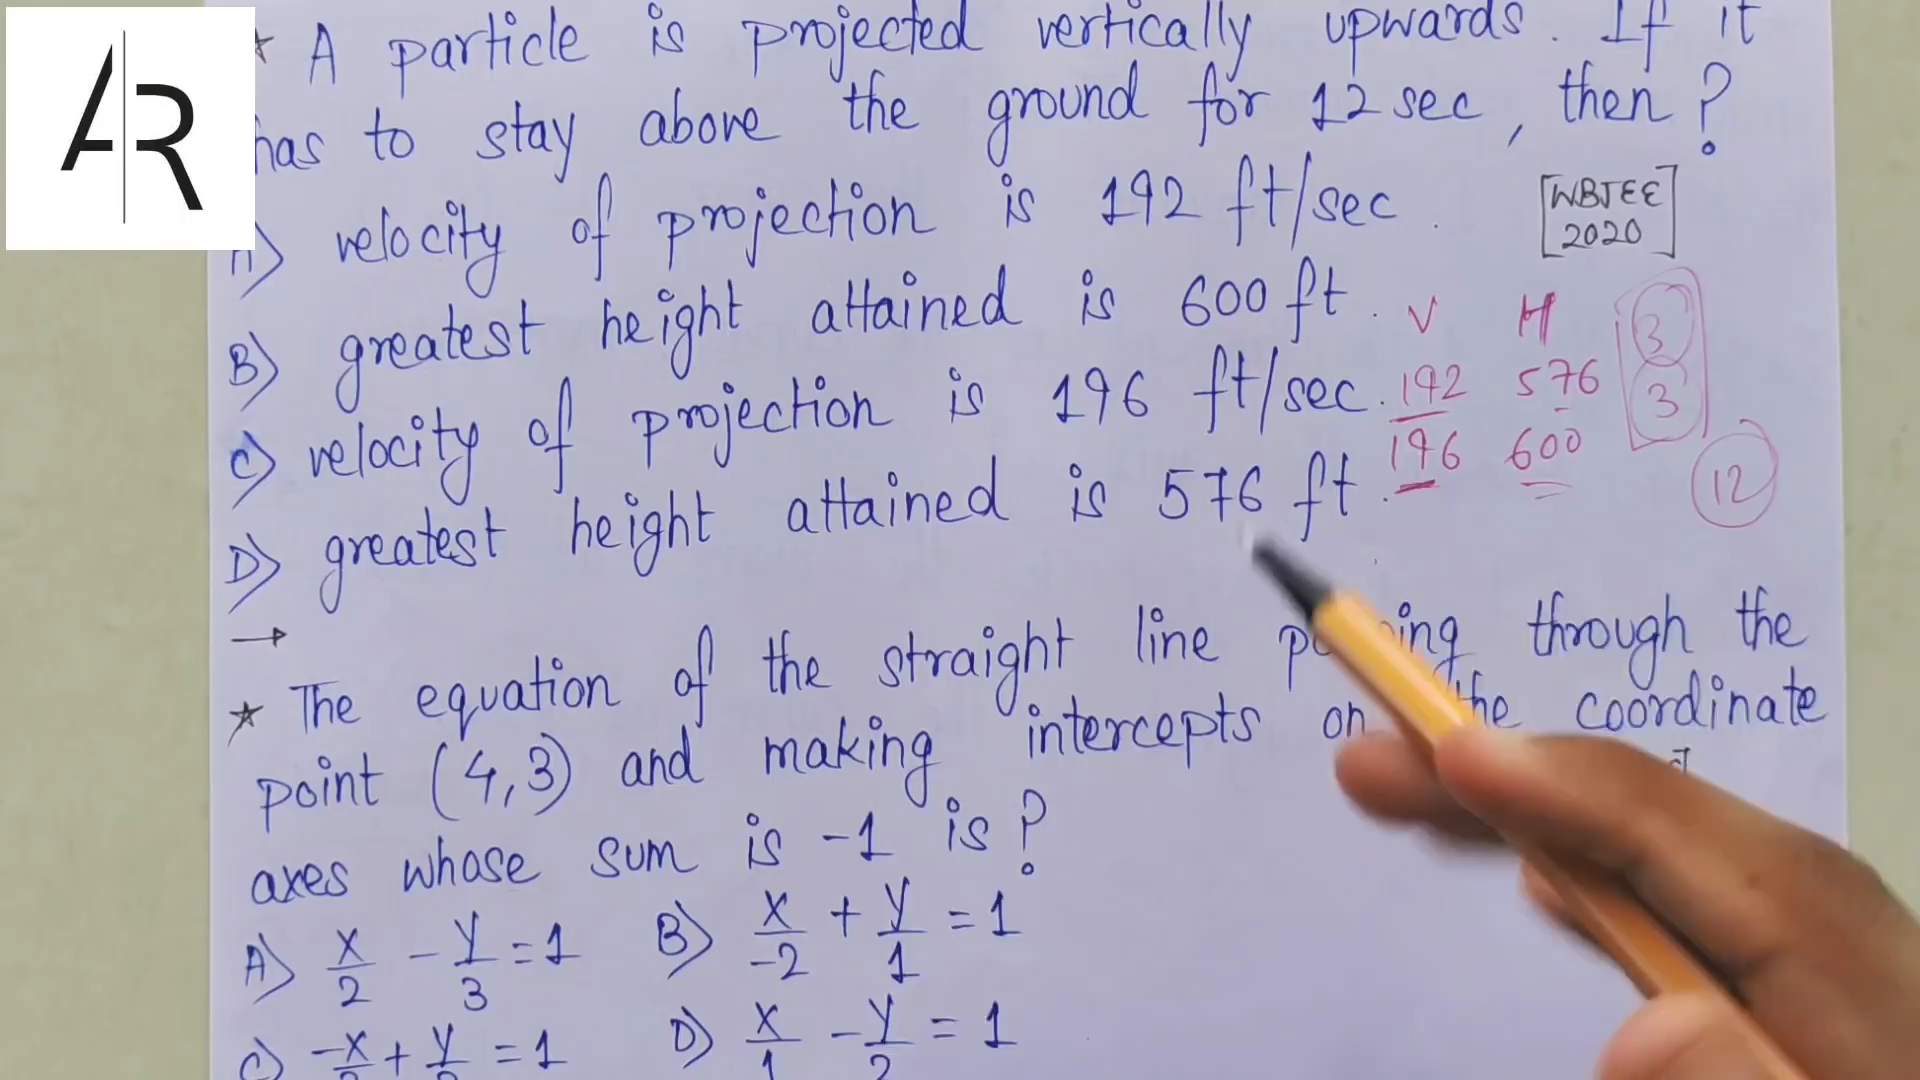 AR
* A particle is projected vertically upwards. If it
has to stay above the ground for 12 sec, then?
A) velocity of projection is 192 ft/sec.
[WBJEE
2020]
B) greatest height attained is 600 ft.
C) velocity of projection is 196 ft/sec.
D) greatest height attained is 576 ft.
V H
192 576
196 600
3
3
12
→
* The equation of the straight line through the
point (4,3) and making intercepts on the coordinate
axes whose sum is -1 is?
A) x/2 - y/3 = 1 B) x/-2 + y/1 = 1
C) -x + y = 1 D) x/1 - y/2 = 1